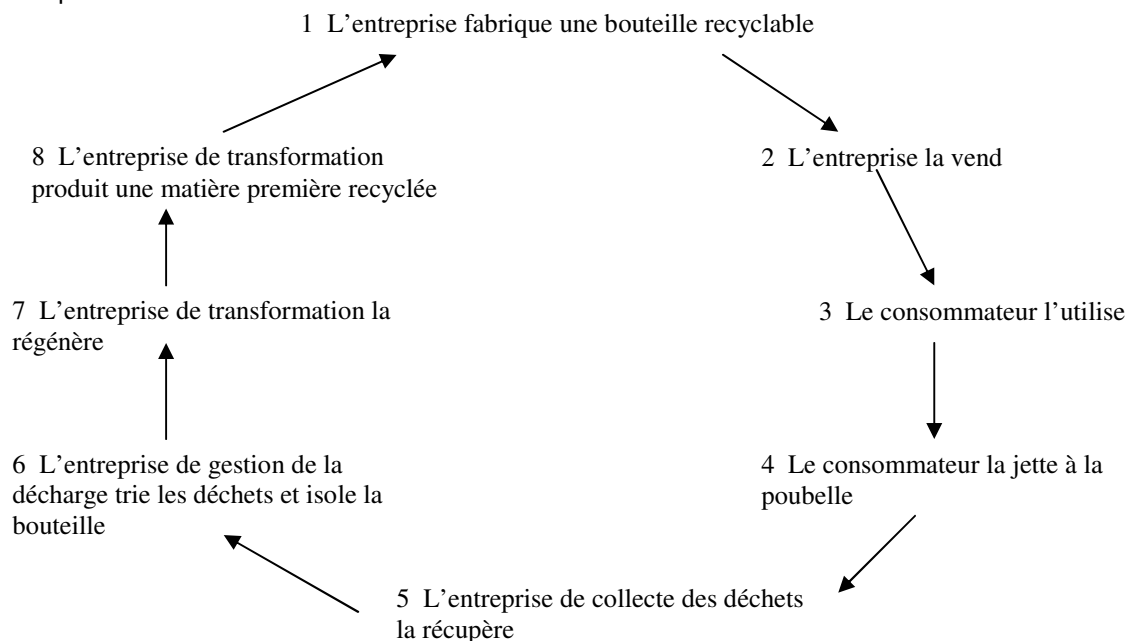 1 L’entreprise fabrique une bouteille recyclable
2 L’entreprise la vend
3 Le consommateur l’utilise
4 Le consommateur la jette à la
poubelle
5 L’entreprise de collecte des déchets
la récupère
6 L’entreprise de gestion de la
décharge trie les déchets et isole la
bouteille
7 L’entreprise de transformation la
régénère
8 L’entreprise de transformation
produit une matière première recyclée